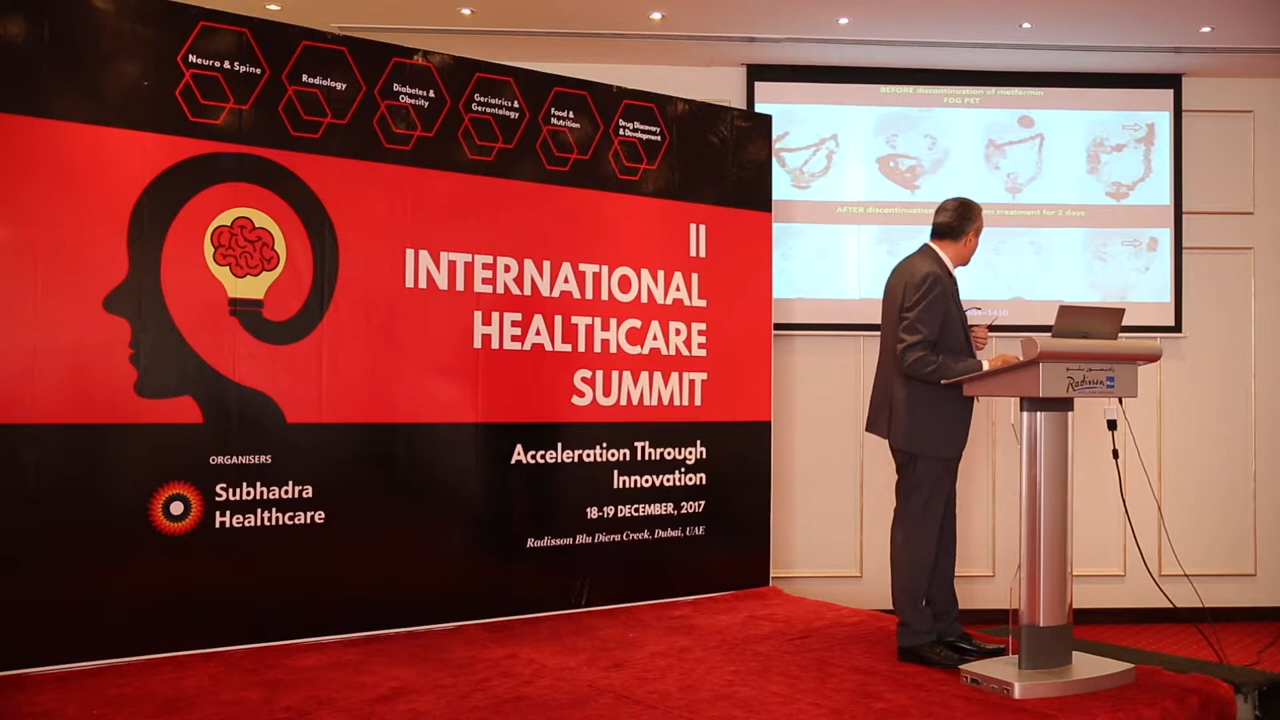 Neuro & Spine
Radiology
Diabetes &
Obesity
Geriatrics &
Gerontology
Food &
Nutrition
Drug Discovery
& Development
II
INTERNATIONAL
HEALTHCARE
SUMMIT
Acceleration Through
Innovation
18-19 DECEMBER, 2017
Radisson Blu Diera Creek, Dubai, UAE
ORGANISERS
Subhadra
Healthcare
BEFORE discontinuation of metformin
FDG PET
AFTER discontinuation treatment for 2 days
راديسون بلو
Radisson